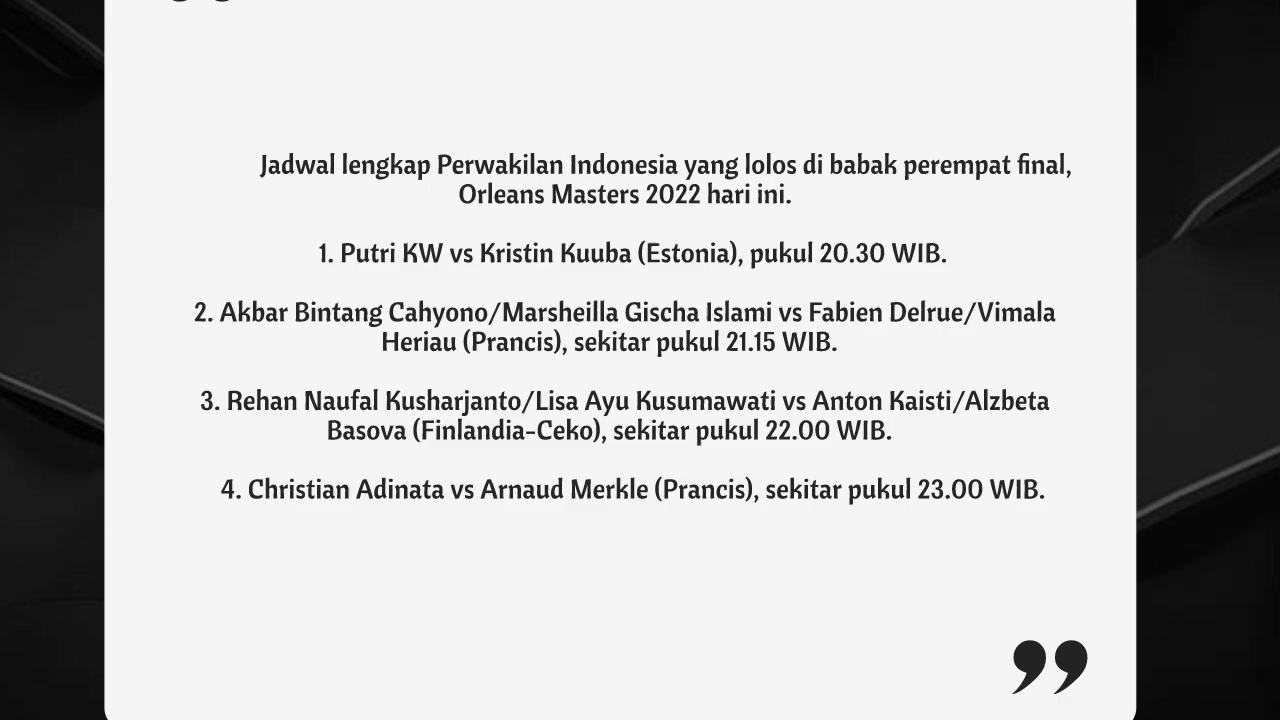 Jadwal lengkap Perwakilan Indonesia yang lolos di babak perempat final,
Orleans Masters 2022 hari ini.
1. Putri KW vs Kristin Kuuba (Estonia), pukul 20.30 WIB.
2. Akbar Bintang Cahyono/Marsheilla Gischa Islami vs Fabien Delrue/Vimala
Heriau (Prancis), sekitar pukul 21.15 WIB.
3. Rehan Naufal Kusharjanto/Lisa Ayu Kusumawati vs Anton Kaisti/Alzbeta
Basova (Finlandia-Ceko), sekitar pukul 22.00 WIB.
4. Christian Adinata vs Arnaud Merkle (Prancis), sekitar pukul 23.00 WIB.
”